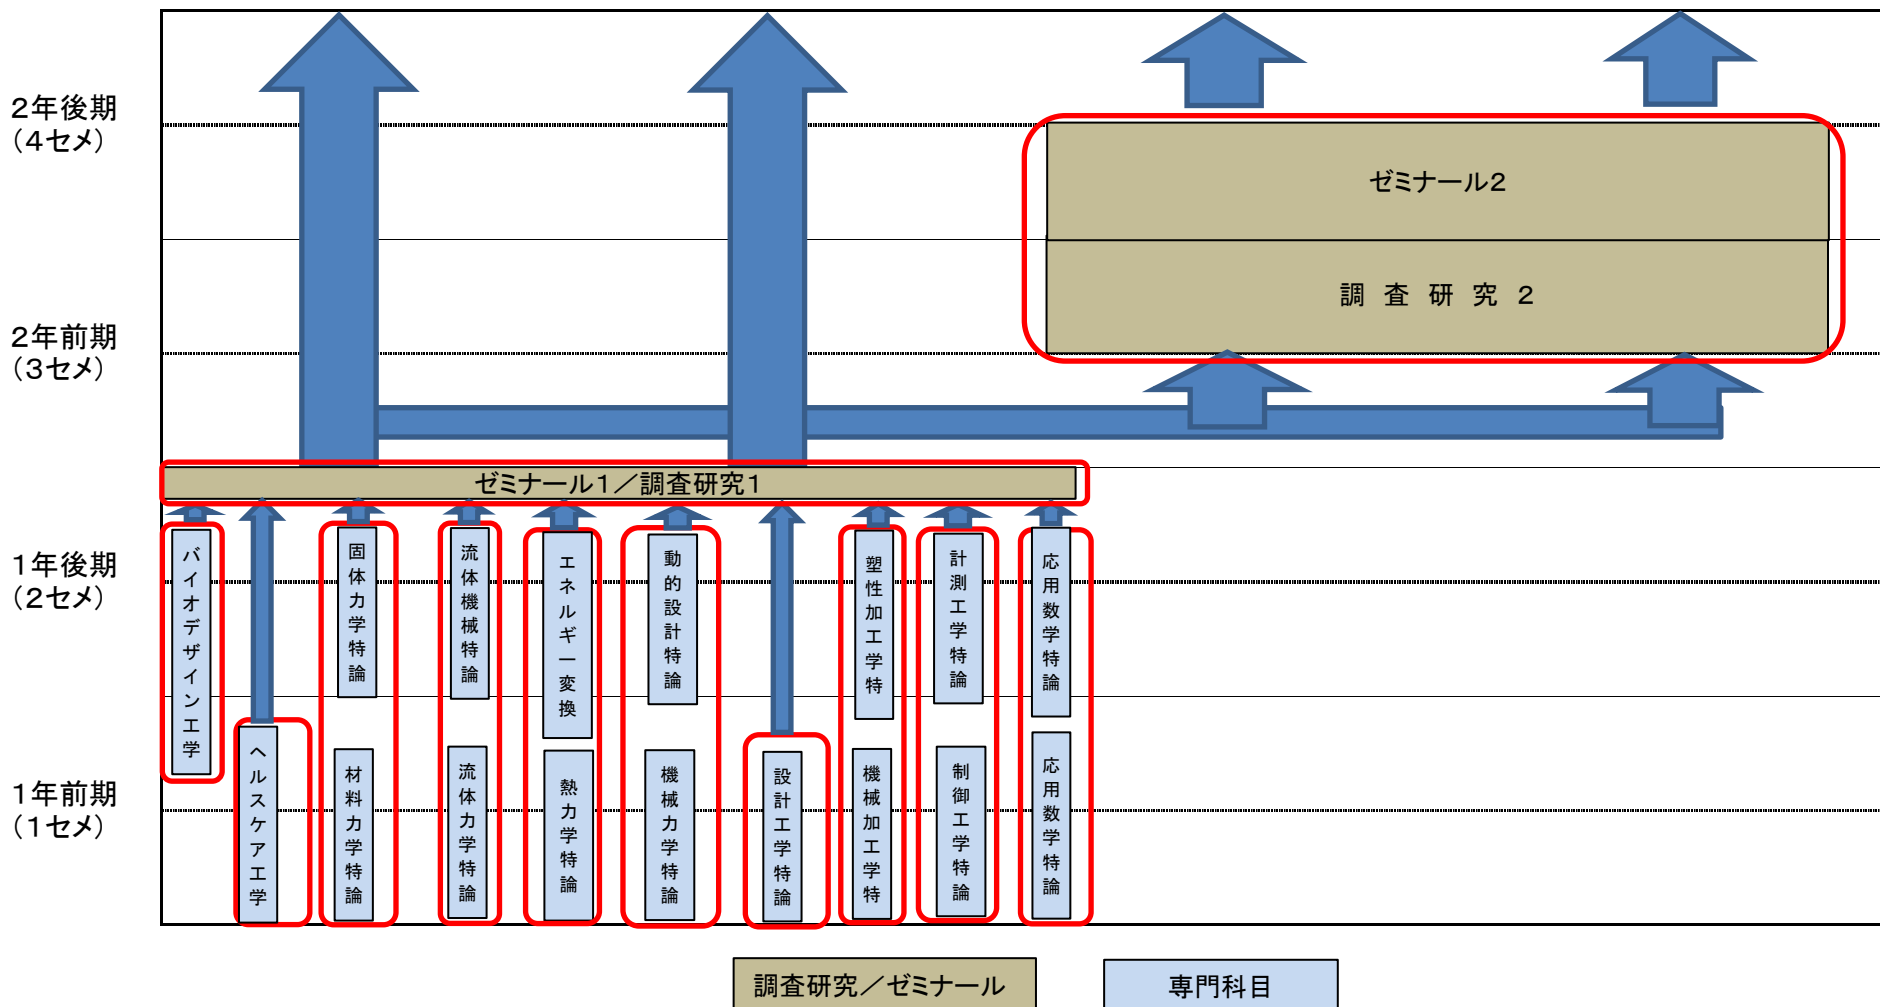 2年後期
(4セメ)
ゼミナール2
調 査 研 究 2
2年前期
(3セメ)
ゼミナール1／調査研究1
1年後期
(2セメ)
バイオデザイン工学
固体力学特論
流体機械特論
エネルギー変換
動的設計特論
塑性加工学特
計測工学特論
応用数学特論
1年前期
(1セメ)
ヘルスケア工学
材料力学特論
流体力学特論
熱力学特論
機械力学特論
設計工学特論
機械加工学特
制御工学特論
応用数学特論
調査研究／ゼミナール
専門科目